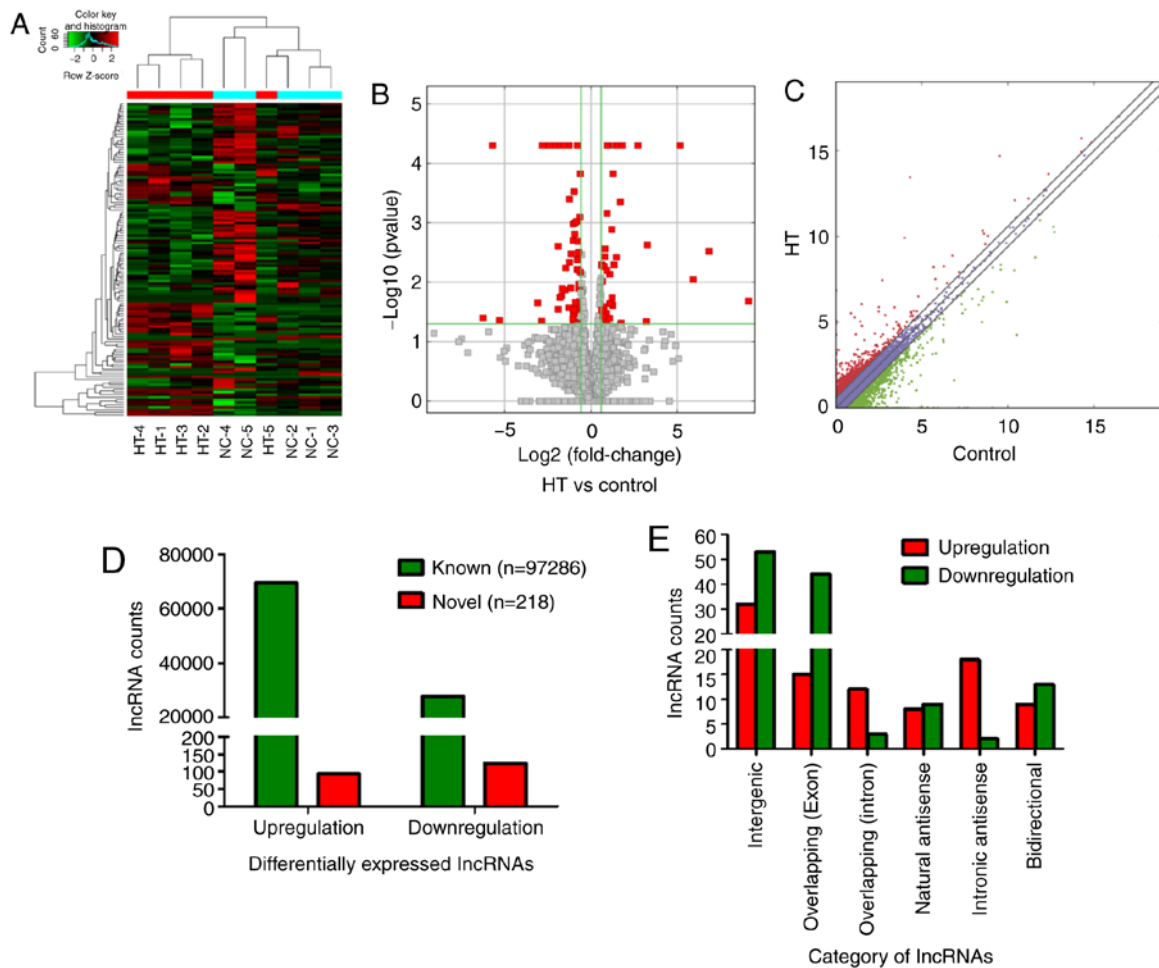 A
Color key
and histogram
Count
0 60
−2 0 2
Row Z-score
HT-4
HT-1
HT-3
HT-2
NC-4
NC-5
HT-5
NC-2
NC-1
NC-3
B
5
4
3
2
1
0
−Log10 (pvalue)
−5 0 5
Log2 (fold-change)
HT vs control
C
15
10
5
0
HT
0 5 10 15
Control
D
80000
60000
40000
20000
200
150
100
50
0
lncRNA counts
Known (n=97286)
Novel (n=218)
Upregulation Downregulation
Differentially expressed lncRNAs
E
60
50
40
30
20
20
15
10
5
0
lncRNA counts
Upregulation
Downregulation
Intergenic
Overlapping (Exon)
Overlapping (intron)
Natural antisense
Intronic antisense
Bidirectional
Category of lncRNAs